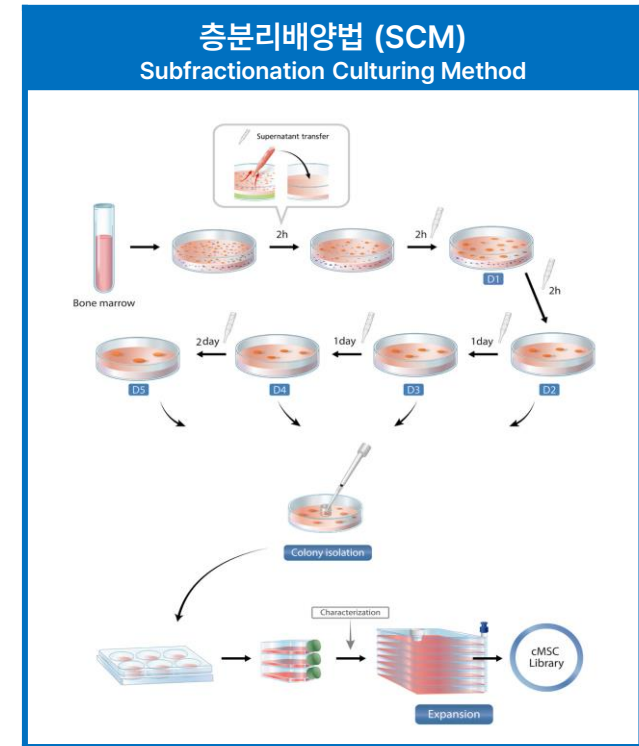 층분리배양법 (SCM)
Subfractionation Culturing Method
Supernatant transfer
2h
2h
D1
Bone marrow
2h
2day
1day
1day
D5
D4
D3
D2
Colony isolation
Characterization
cMSC
Library
Expansion